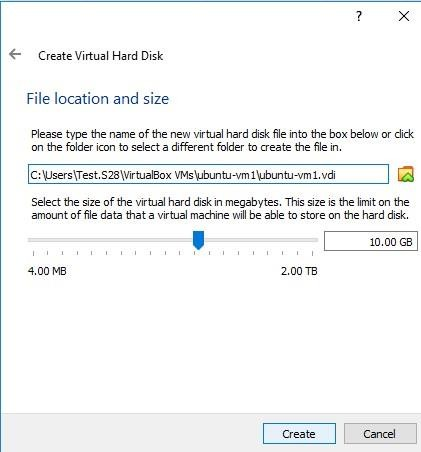 ?
Create Virtual Hard Disk
File location and size
Please type the name of the new virtual hard disk file into the box below or click
on the folder icon to select a different folder to create the file in.
C:\Users\Test.S28\VirtualBox VMs\ubuntu-vm1\ubuntu-vm1.vdi
Select the size of the virtual hard disk in megabytes. This size is the limit on the
amount of file data that a virtual machine will be able to store on the hard disk.
10.00 GB
4.00 MB 2.00 TB
Create Cancel